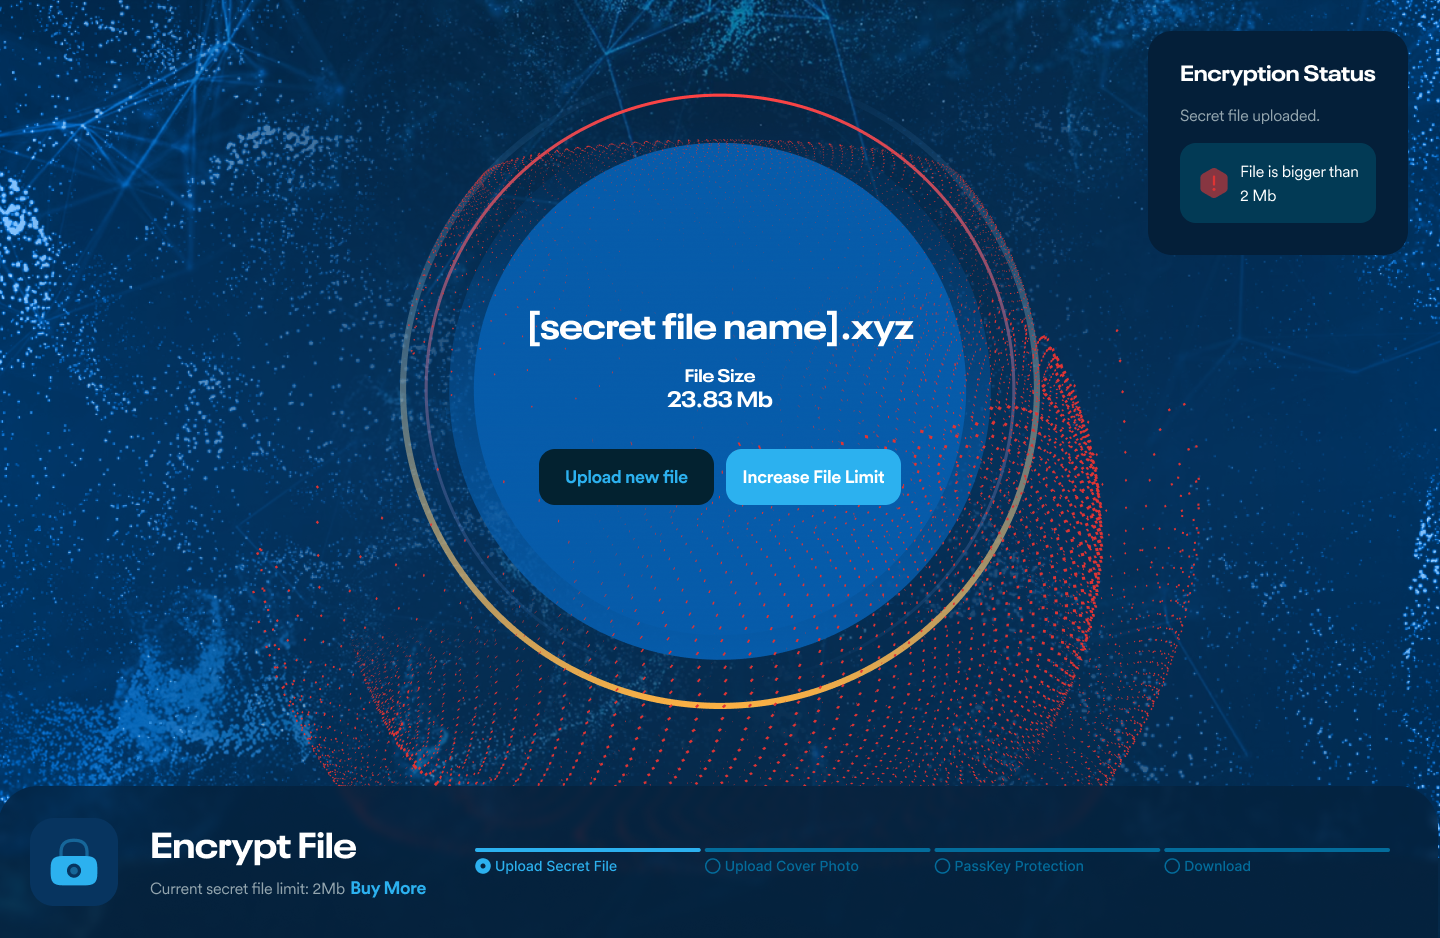 Encryption Status
Secret file uploaded.
File is bigger than
2 Mb
[secret file name].xyz
File Size
23.83 Mb
Upload new file
Increase File Limit
Encrypt File
Current secret file limit: 2Mb Buy More
Upload Secret File
Upload Cover Photo
PassKey Protection
Download